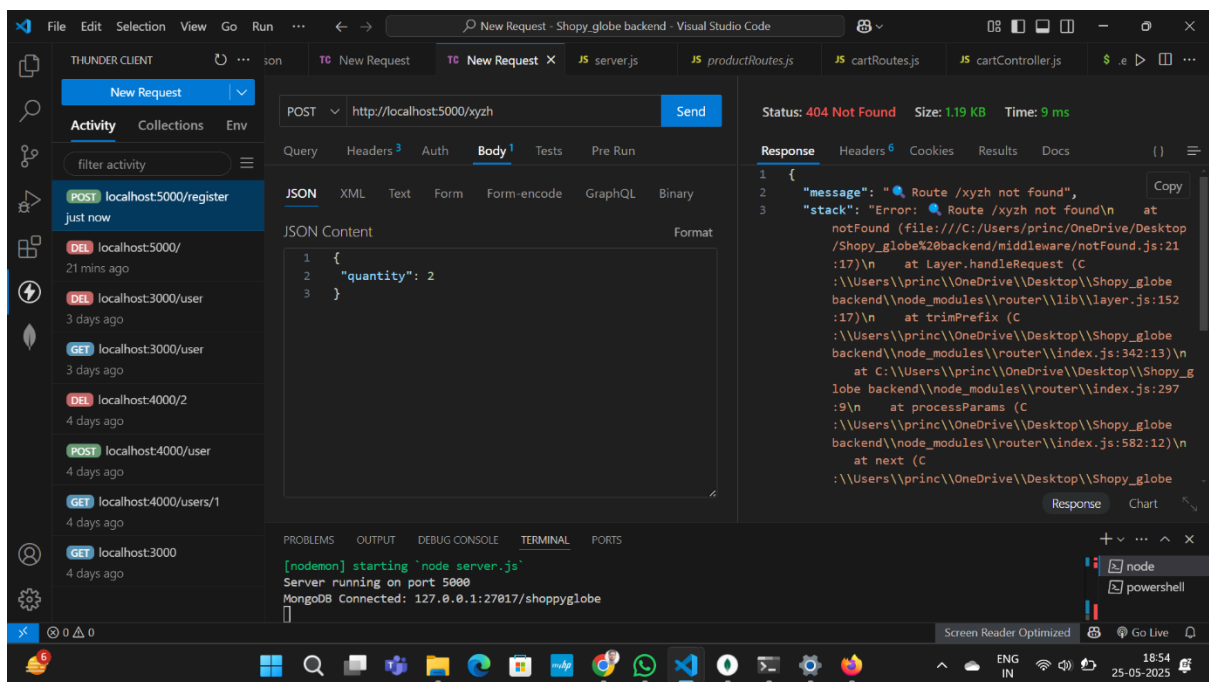 File Edit Selection View Go Run ··· New Request - Shopy_globe backend - Visual Studio Code
THUNDER CLIENT
New Request
Activity Collections Env
filter activity
POST localhost:5000/register
just now
DEL localhost:5000/
21 mins ago
DEL localhost:3000/user
3 days ago
GET localhost:3000/user
3 days ago
DEL localhost:4000/2
4 days ago
POST localhost:4000/user
4 days ago
GET localhost:4000/users/1
4 days ago
GET localhost:3000
4 days ago
son TC New Request TC New Request JS server.js JS productRoutes.js JS cartRoutes.js JS cartController.js $ .e
POST http://localhost:5000/xyzh Send
Query Headers 3 Auth Body 1 Tests Pre Run
JSON XML Text Form Form-encode GraphQL Binary
JSON Content Format
1 {
2 "quantity": 2
3 }
Status: 404 Not Found Size: 1.19 KB Time: 9 ms
Response Headers 6 Cookies Results Docs { }
Copy
1 {
2 "message": "🔍 Route /xyzh not found",
3 "stack": "Error: 🔍 Route /xyzh not found\n    at
notFound (file:///C:/Users/princ/OneDrive/Desktop
/Shopy_globe%20backend/middleware/notFound.js:21
:17)\n    at Layer.handleRequest (C
:\\Users\\princ\\OneDrive\\Desktop\\Shopy_globe
backend\\node_modules\\router\\lib\\layer.js:152
:17)\n    at trimPrefix (C
:\\Users\\princ\\OneDrive\\Desktop\\Shopy_globe
backend\\node_modules\\router\\index.js:342:13)\n
at C:\\Users\\princ\\OneDrive\\Desktop\\Shopy_g
lobe backend\\node_modules\\router\\index.js:297
:9\n    at processParams (C
:\\Users\\princ\\OneDrive\\Desktop\\Shopy_globe
backend\\node_modules\\router\\index.js:582:12)\n
at next (C
:\\Users\\princ\\OneDrive\\Desktop\\Shopy_globe
Response Chart
PROBLEMS OUTPUT DEBUG CONSOLE TERMINAL PORTS
[nodemon] starting `node server.js`
Server running on port 5000
MongoDB Connected: 127.0.0.1:27017/shoppyglobe
node
powershell
0 0 Screen Reader Optimized Go Live
6 myhp ENG
IN
18:54
25-05-2025